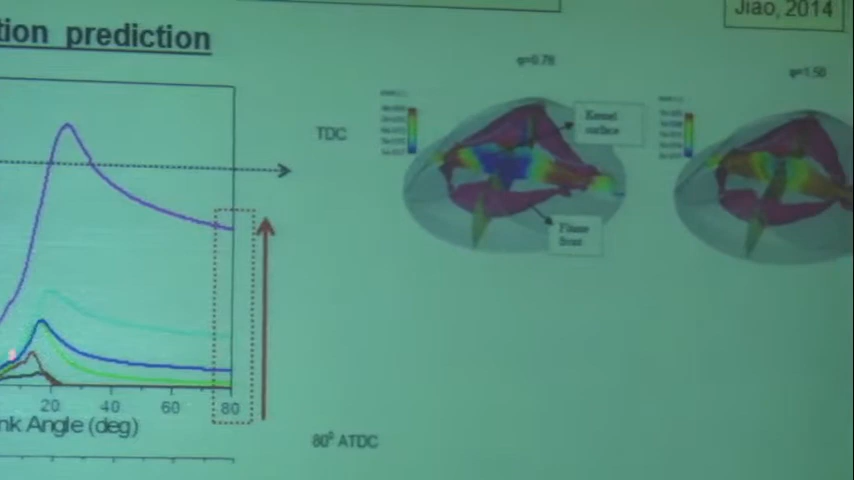 Jiao, 2014
tion prediction
φ=0.78
φ=1.50
TDC
Kernel
surface
Flame
front
20 40 60 80
nk Angle (deg)
80⁰ ATDC